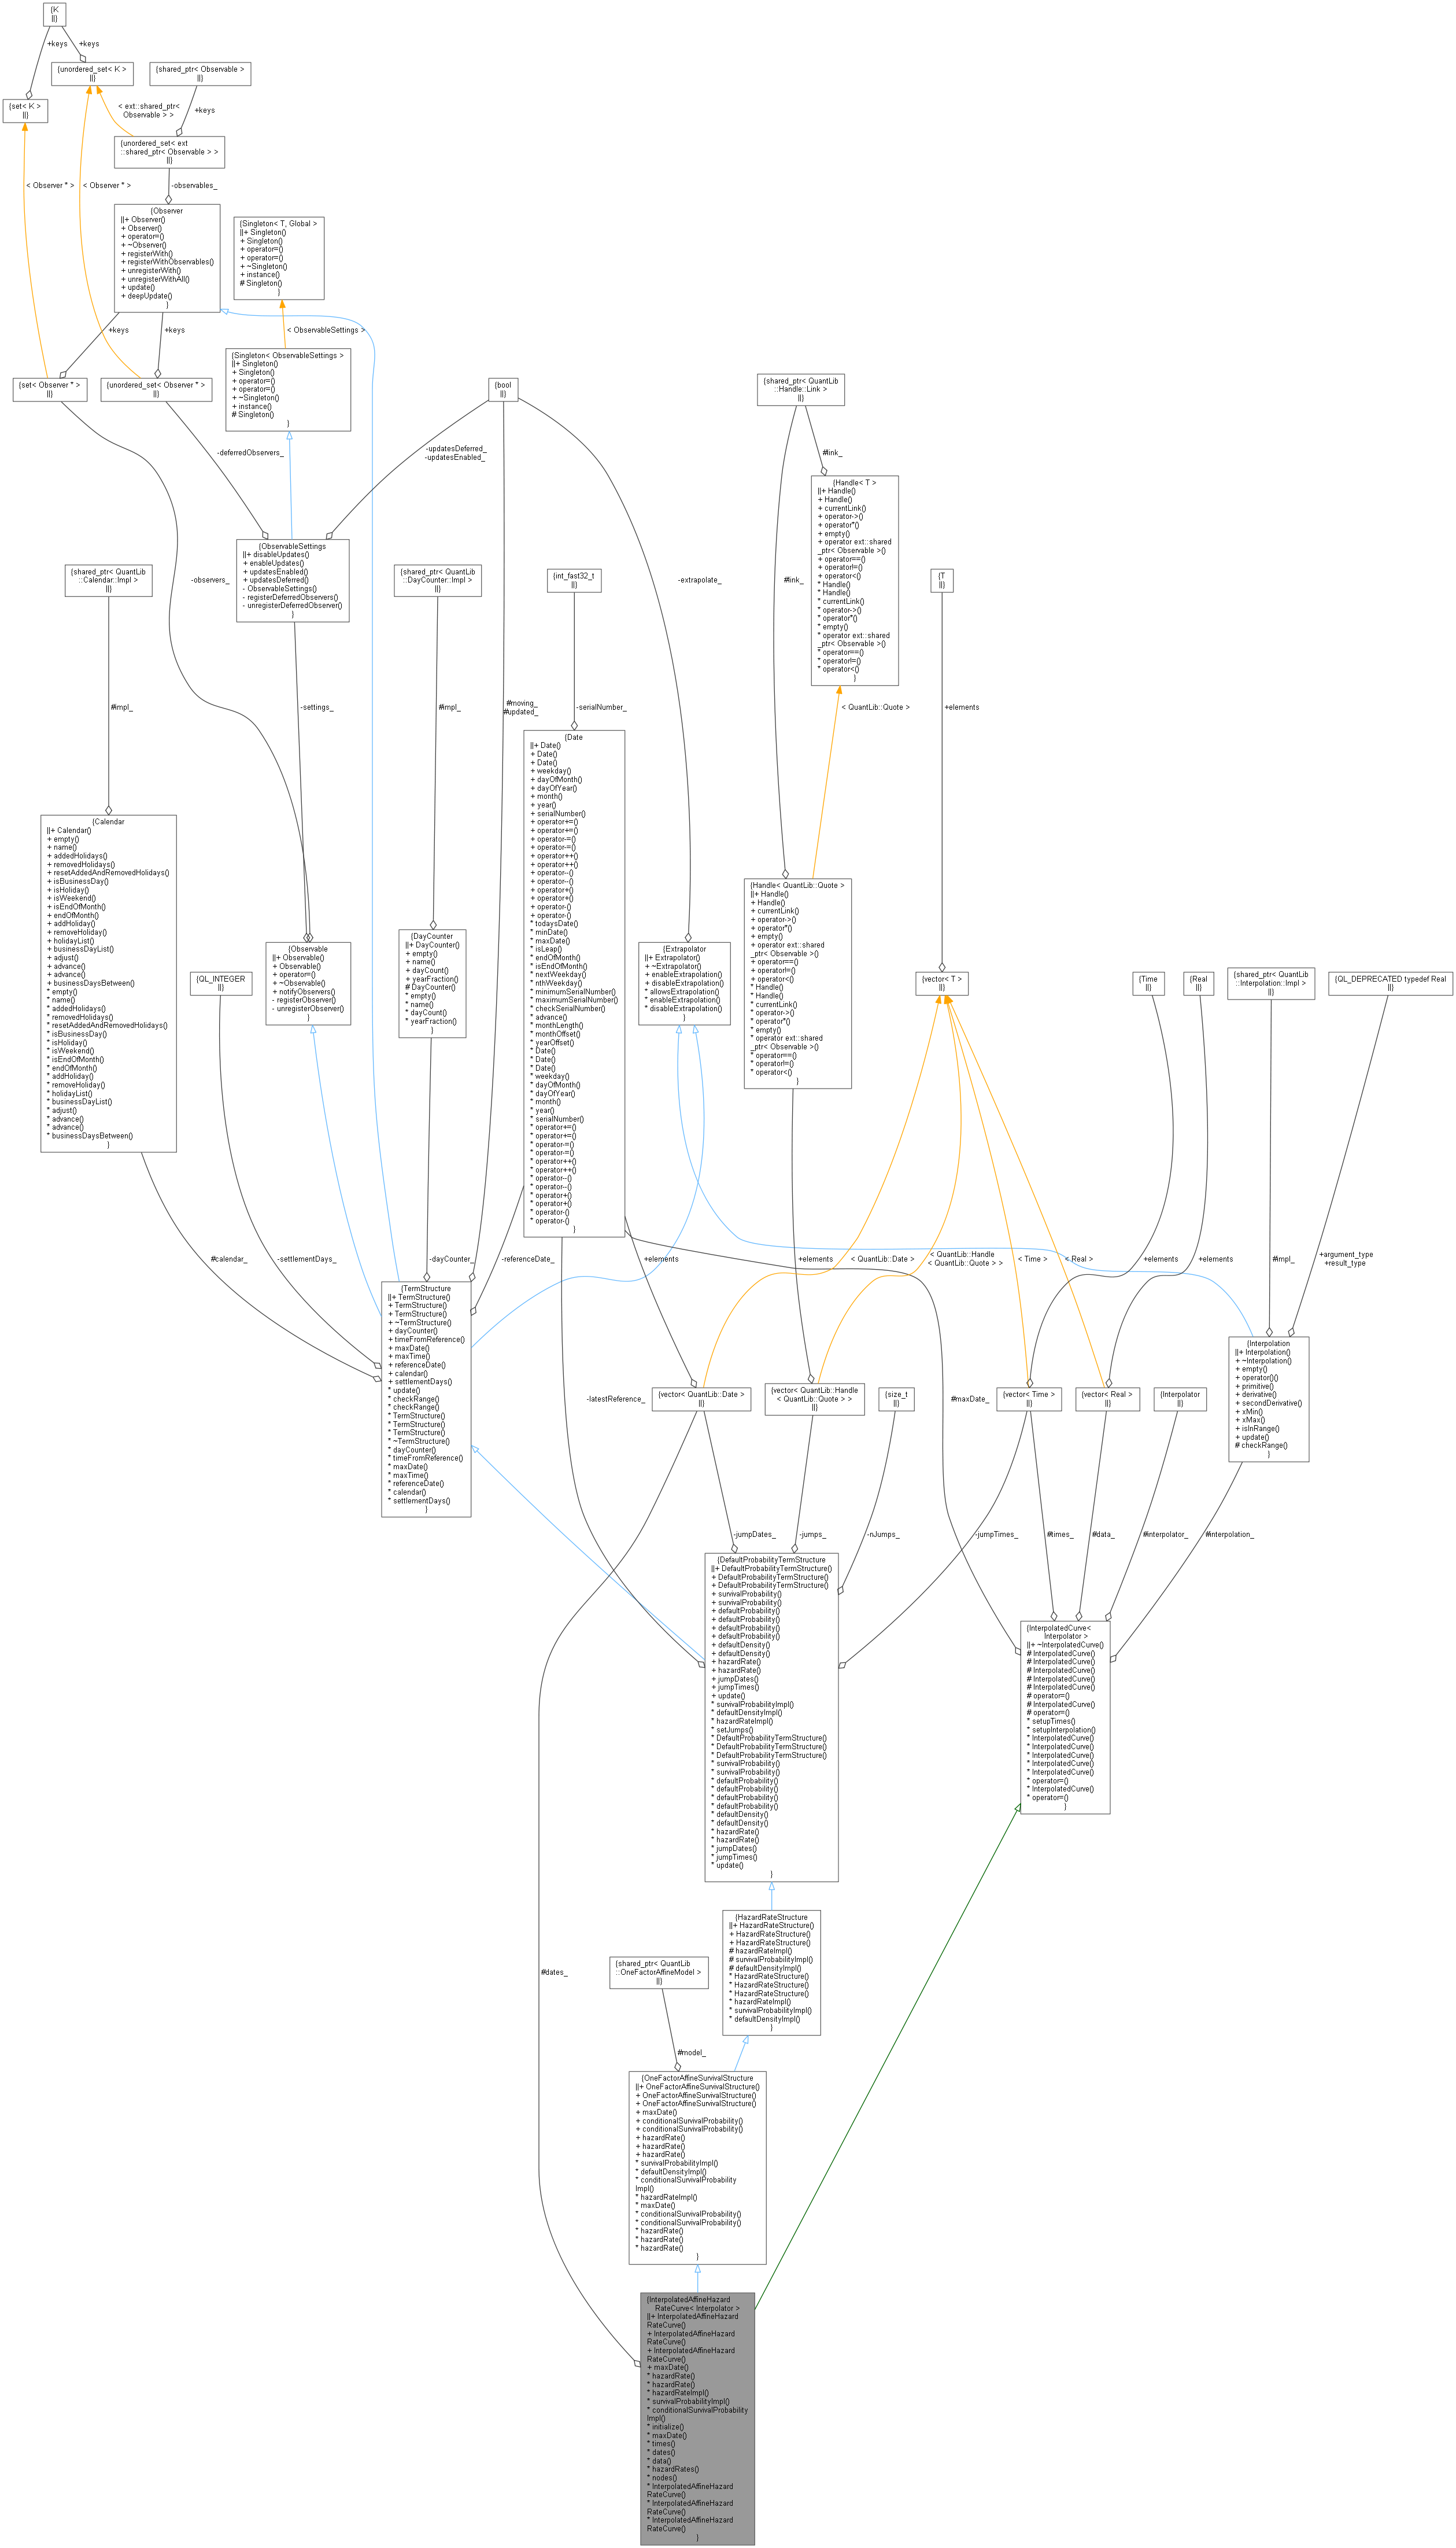 {K
||}
+keys
+keys
{unordered_set< K >
||}
{shared_ptr< Observable >
||}
{set< K >
||}
< ext::shared_ptr<
Observable > >
+keys
{unordered_set< ext
::shared_ptr< Observable > >
||}
< Observer * >
< Observer * >
-observables_
{Observer
||+ Observer()
+ Observer()
+ operator=()
+ ~Observer()
+ registerWith()
+ registerWithObservables()
+ unregisterWith()
+ unregisterWithAll()
+ update()
+ deepUpdate()
}
{Singleton< T, Global >
||+ Singleton()
+ Singleton()
+ operator=()
+ operator=()
+ ~Singleton()
+ instance()
# Singleton()
}
+keys
+keys
< ObservableSettings >
{Singleton< ObservableSettings >
||+ Singleton()
+ Singleton()
+ operator=()
+ operator=()
+ ~Singleton()
+ instance()
# Singleton()
}
{set< Observer * >
||}
{unordered_set< Observer * >
||}
{bool
||}
{shared_ptr< QuantLib
::Handle::Link >
||}
-deferredObservers_
-updatesDeferred_
-updatesEnabled_
#link_
{Handle< T >
||+ Handle()
+ Handle()
+ currentLink()
+ operator->()
+ operator*()
+ empty()
+ operator ext::shared
_ptr< Observable >()
+ operator==()
+ operator!=()
+ operator<()
* Handle()
* Handle()
* currentLink()
* operator->()
* operator*()
* empty()
* operator ext::shared
_ptr< Observable >()
* operator==()
* operator!=()
* operator<()
}
{ObservableSettings
||+ disableUpdates()
+ enableUpdates()
+ updatesEnabled()
+ updatesDeferred()
- ObservableSettings()
- registerDeferredObservers()
- unregisterDeferredObserver()
}
{shared_ptr< QuantLib
::Calendar::Impl >
||}
-observers_
{shared_ptr< QuantLib
::DayCounter::Impl >
||}
{int_fast32_t
||}
-extrapolate_
#link_
{T
||}
#impl_
-settings_
#impl_
#moving_
#updated_
-serialNumber_
< QuantLib::Quote >
+elements
{Date
||+ Date()
+ Date()
+ Date()
+ weekday()
+ dayOfMonth()
+ dayOfYear()
+ month()
+ year()
+ serialNumber()
+ operator+=()
+ operator+=()
+ operator-=()
+ operator-=()
+ operator++()
+ operator++()
+ operator--()
+ operator--()
+ operator+()
+ operator+()
+ operator-()
+ operator-()
* todaysDate()
* minDate()
* maxDate()
* isLeap()
* endOfMonth()
* isEndOfMonth()
* nextWeekday()
* nthWeekday()
* minimumSerialNumber()
* maximumSerialNumber()
* checkSerialNumber()
* advance()
* monthLength()
* monthOffset()
* yearOffset()
* Date()
* Date()
* Date()
* weekday()
* dayOfMonth()
* dayOfYear()
* month()
* year()
* serialNumber()
* operator+=()
* operator+=()
* operator-=()
* operator-=()
* operator++()
* operator++()
* operator--()
* operator--()
* operator+()
* operator+()
* operator-()
* operator-()
}
{Calendar
||+ Calendar()
+ empty()
+ name()
+ addedHolidays()
+ removedHolidays()
+ resetAddedAndRemovedHolidays()
+ isBusinessDay()
+ isHoliday()
+ isWeekend()
+ isEndOfMonth()
+ endOfMonth()
+ addHoliday()
+ removeHoliday()
+ holidayList()
+ businessDayList()
+ adjust()
+ advance()
+ advance()
+ businessDaysBetween()
* empty()
* name()
* addedHolidays()
* removedHolidays()
* resetAddedAndRemovedHolidays()
* isBusinessDay()
* isHoliday()
* isWeekend()
* isEndOfMonth()
* endOfMonth()
* addHoliday()
* removeHoliday()
* holidayList()
* businessDayList()
* adjust()
* advance()
* advance()
* businessDaysBetween()
}
{QL_INTEGER
||}
{Observable
||+ Observable()
+ Observable()
+ operator=()
+ ~Observable()
+ notifyObservers()
- registerObserver()
- unregisterObserver()
}
{DayCounter
||+ DayCounter()
+ empty()
+ name()
+ dayCount()
+ yearFraction()
# DayCounter()
* empty()
* name()
* dayCount()
* yearFraction()
}
{Extrapolator
||+ Extrapolator()
+ ~Extrapolator()
+ enableExtrapolation()
+ disableExtrapolation()
* allowsExtrapolation()
* enableExtrapolation()
* disableExtrapolation()
}
{Handle< QuantLib::Quote >
||+ Handle()
+ Handle()
+ currentLink()
+ operator->()
+ operator*()
+ empty()
+ operator ext::shared
_ptr< Observable >()
+ operator==()
+ operator!=()
+ operator<()
* Handle()
* Handle()
* currentLink()
* operator->()
* operator*()
* empty()
* operator ext::shared
_ptr< Observable >()
* operator==()
* operator!=()
* operator<()
}
{vector< T >
||}
{Time
||}
{Real
||}
{shared_ptr< QuantLib
::Interpolation::Impl >
||}
{QL_DEPRECATED typedef Real
||}
#calendar_
-settlementDays_
-dayCounter_
-referenceDate_
+elements
+elements
< QuantLib::Date >
< QuantLib::Handle
< QuantLib::Quote > >
< Time >
< Real >
+elements
+elements
#impl_
+argument_type
+result_type
{TermStructure
||+ TermStructure()
+ TermStructure()
+ TermStructure()
+ ~TermStructure()
+ dayCounter()
+ timeFromReference()
+ maxDate()
+ maxTime()
+ referenceDate()
+ calendar()
+ settlementDays()
* update()
* checkRange()
* checkRange()
* TermStructure()
* TermStructure()
* TermStructure()
* ~TermStructure()
* dayCounter()
* timeFromReference()
* maxDate()
* maxTime()
* referenceDate()
* calendar()
* settlementDays()
}
-latestReference_
{vector< QuantLib::Date >
||}
{vector< QuantLib::Handle
< QuantLib::Quote > >
||}
{size_t
||}
#maxDate_
{vector< Time >
||}
{vector< Real >
||}
{Interpolator
||}
{Interpolation
||+ Interpolation()
+ ~Interpolation()
+ empty()
+ operator()()
+ primitive()
+ derivative()
+ secondDerivative()
+ xMin()
+ xMax()
+ isInRange()
+ update()
# checkRange()
}
-jumpDates_
-jumps_
-nJumps_
-jumpTimes_
#times_
#data_
#interpolator_
#interpolation_
{DefaultProbabilityTermStructure
||+ DefaultProbabilityTermStructure()
+ DefaultProbabilityTermStructure()
+ DefaultProbabilityTermStructure()
+ survivalProbability()
+ survivalProbability()
+ defaultProbability()
+ defaultProbability()
+ defaultProbability()
+ defaultProbability()
+ defaultDensity()
+ defaultDensity()
+ hazardRate()
+ hazardRate()
+ jumpDates()
+ jumpTimes()
+ update()
* survivalProbabilityImpl()
* defaultDensityImpl()
* hazardRateImpl()
* setJumps()
* DefaultProbabilityTermStructure()
* DefaultProbabilityTermStructure()
* DefaultProbabilityTermStructure()
* survivalProbability()
* survivalProbability()
* defaultProbability()
* defaultProbability()
* defaultProbability()
* defaultProbability()
* defaultDensity()
* defaultDensity()
* hazardRate()
* hazardRate()
* jumpDates()
* jumpTimes()
* update()
}
{InterpolatedCurve<
Interpolator >
||+ ~InterpolatedCurve()
# InterpolatedCurve()
# InterpolatedCurve()
# InterpolatedCurve()
# InterpolatedCurve()
# InterpolatedCurve()
# operator=()
# InterpolatedCurve()
# operator=()
* setupTimes()
* setupInterpolation()
* InterpolatedCurve()
* InterpolatedCurve()
* InterpolatedCurve()
* InterpolatedCurve()
* InterpolatedCurve()
* operator=()
* InterpolatedCurve()
* operator=()
}
{HazardRateStructure
||+ HazardRateStructure()
+ HazardRateStructure()
+ HazardRateStructure()
# hazardRateImpl()
# survivalProbabilityImpl()
# defaultDensityImpl()
* HazardRateStructure()
* HazardRateStructure()
* HazardRateStructure()
* hazardRateImpl()
* survivalProbabilityImpl()
* defaultDensityImpl()
}
#dates_
{shared_ptr< QuantLib
::OneFactorAffineModel >
||}
#model_
{OneFactorAffineSurvivalStructure
||+ OneFactorAffineSurvivalStructure()
+ OneFactorAffineSurvivalStructure()
+ OneFactorAffineSurvivalStructure()
+ maxDate()
+ conditionalSurvivalProbability()
+ conditionalSurvivalProbability()
+ hazardRate()
+ hazardRate()
+ hazardRate()
* survivalProbabilityImpl()
* defaultDensityImpl()
* conditionalSurvivalProbability
Impl()
* hazardRateImpl()
* maxDate()
* conditionalSurvivalProbability()
* conditionalSurvivalProbability()
* hazardRate()
* hazardRate()
* hazardRate()
}
{InterpolatedAffineHazard
RateCurve< Interpolator >
||+ InterpolatedAffineHazard
RateCurve()
+ InterpolatedAffineHazard
RateCurve()
+ InterpolatedAffineHazard
RateCurve()
+ maxDate()
* hazardRate()
* hazardRate()
* hazardRateImpl()
* survivalProbabilityImpl()
* conditionalSurvivalProbability
Impl()
* initialize()
* maxDate()
* times()
* dates()
* data()
* hazardRates()
* nodes()
* InterpolatedAffineHazard
RateCurve()
* InterpolatedAffineHazard
RateCurve()
* InterpolatedAffineHazard
RateCurve()
}